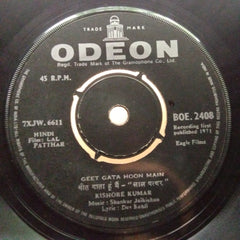 TRADE MARK
ODEON
Regd. Trade Mark of the Gramophone Co. Ltd.
45 R.P.M.
7XJW. 6611
BOE. 2408
HINDI
Film: LAL
PATTHAR
Recording first
published 1971
Eagle Films
GEET GATA HOON MAIN
गीत गाता हूं मैं - "लाल पत्थर"
KISHORE KUMAR
Music: Shankar Jaikishan
Lyric: Dev Kohli